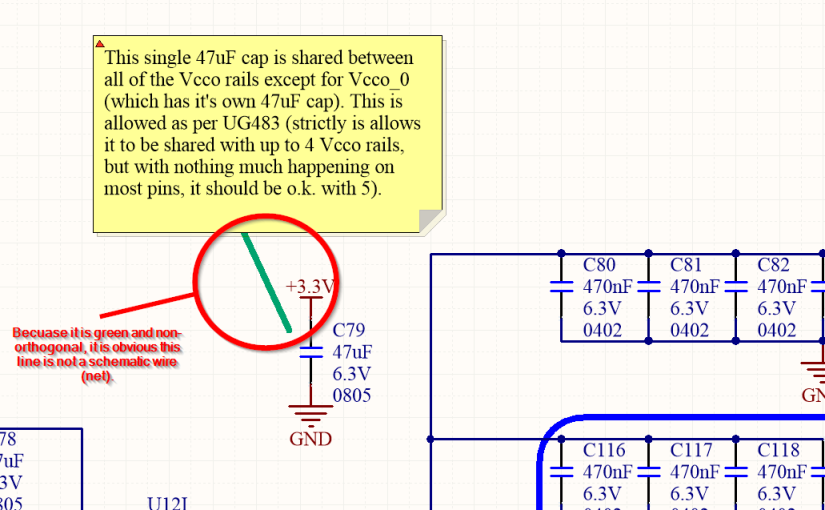 This single 47uF cap is shared between
all of the Vcco rails except for Vcco_0
(which has it's own 47uF cap). This is
allowed as per UG483 (strictly is allows
it to be shared with up to 4 Vcco rails,
but with nothing much happening on
most pins, it should be o.k. with 5).
+3.3V
C79
47uF
6.3V
0805
GND
Becuase it is green and non-
orthogonal, it is obvious this
line is not a schematic wire
(net).
C80
470nF
6.3V
0402
C81
470nF
6.3V
0402
C82
470nF
6.3V
0402
GN
C116
470nF
6.3V
C117
470nF
6.3V
C118
470nF
6.3V
78
7uF
3V
805
U12I